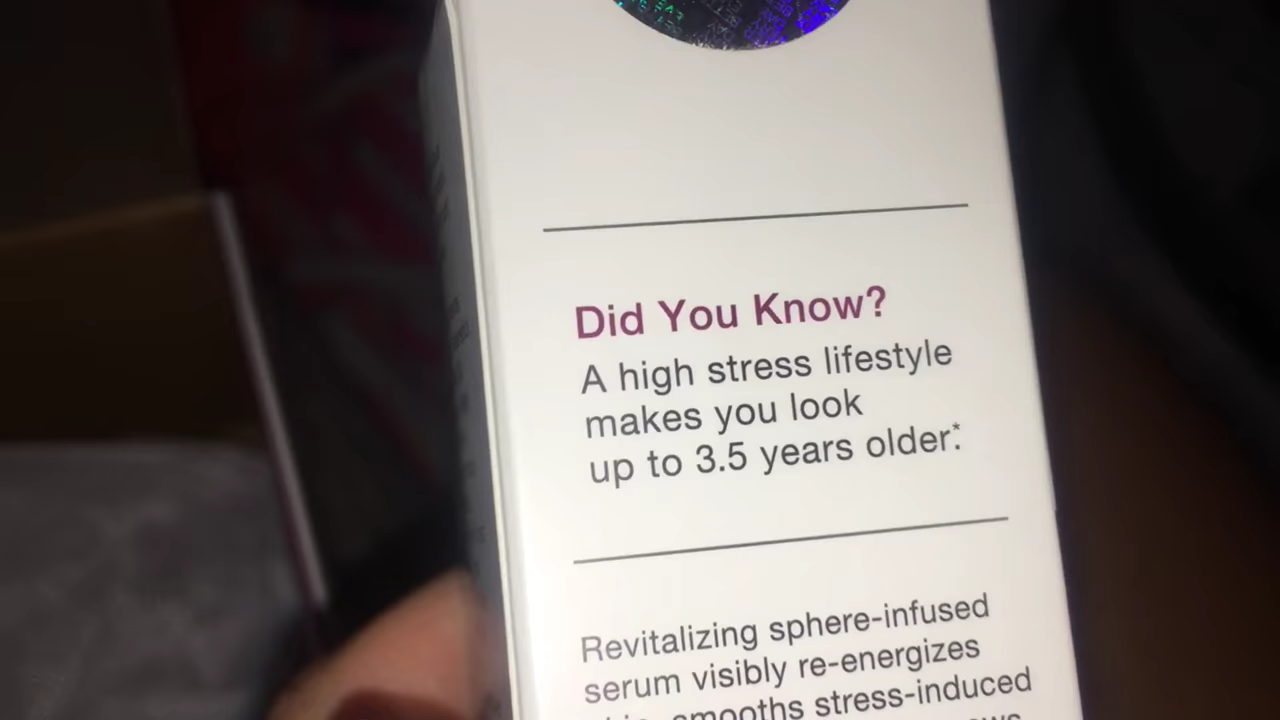 Did You Know?
A high stress lifestyle
makes you look
up to 3.5 years older.*
Revitalizing sphere-infused
serum visibly re-energizes
smooths stress-induced